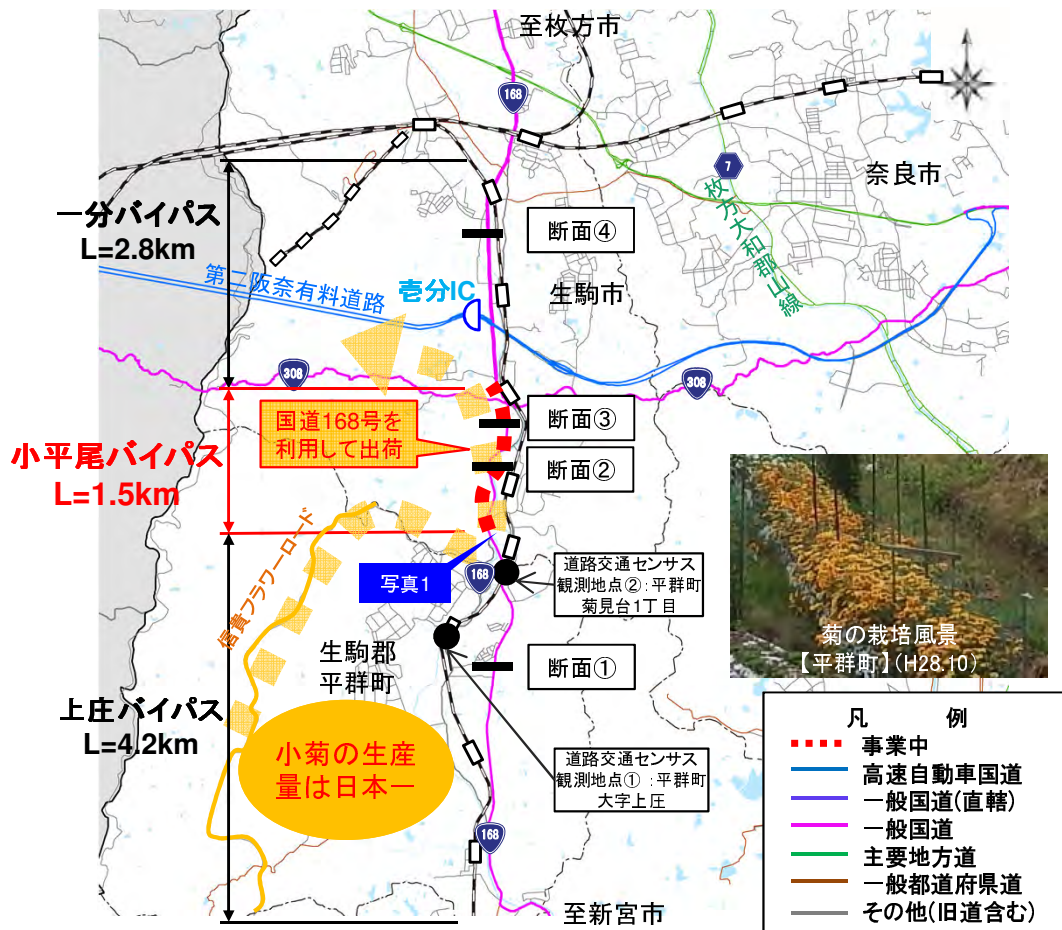 至枚方市
168
7
奈良市
枚方大和郡山線
一分バイパス
L=2.8km
断面④
第二阪奈有料道路
壱分IC
生駒市
308
308
国道168号を
利用して出荷
断面③
小平尾バイパス
L=1.5km
断面②
信貴フラワーロード
写真1
168
道路交通センサス
観測地点②:平群町
菊見台1丁目
菊の栽培風景
【平群町】(H28.10)
生駒郡
平群町
断面①
上庄バイパス
L=4.2km
小菊の生産
量は日本一
道路交通センサス
観測地点①:平群町
大字上圧
168
至新宮市
凡 例
事業中
高速自動車国道
一般国道(直轄)
一般国道
主要地方道
一般都道府県道
その他(旧道含む)